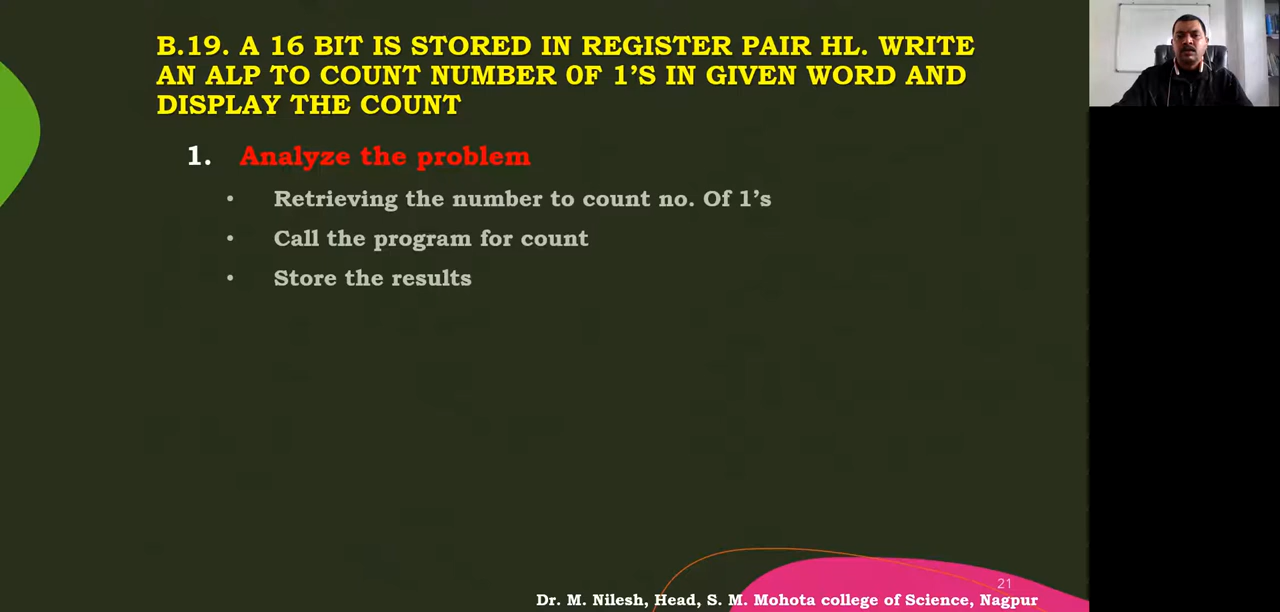 B.19. A 16 BIT IS STORED IN REGISTER PAIR HL. WRITE
AN ALP TO COUNT NUMBER 0F 1’S IN GIVEN WORD AND
DISPLAY THE COUNT
1. Analyze the problem
• Retrieving the number to count no. Of 1’s
• Call the program for count
• Store the results
21
Dr. M. Nilesh, Head, S. M. Mohota college of Science, Nagpur